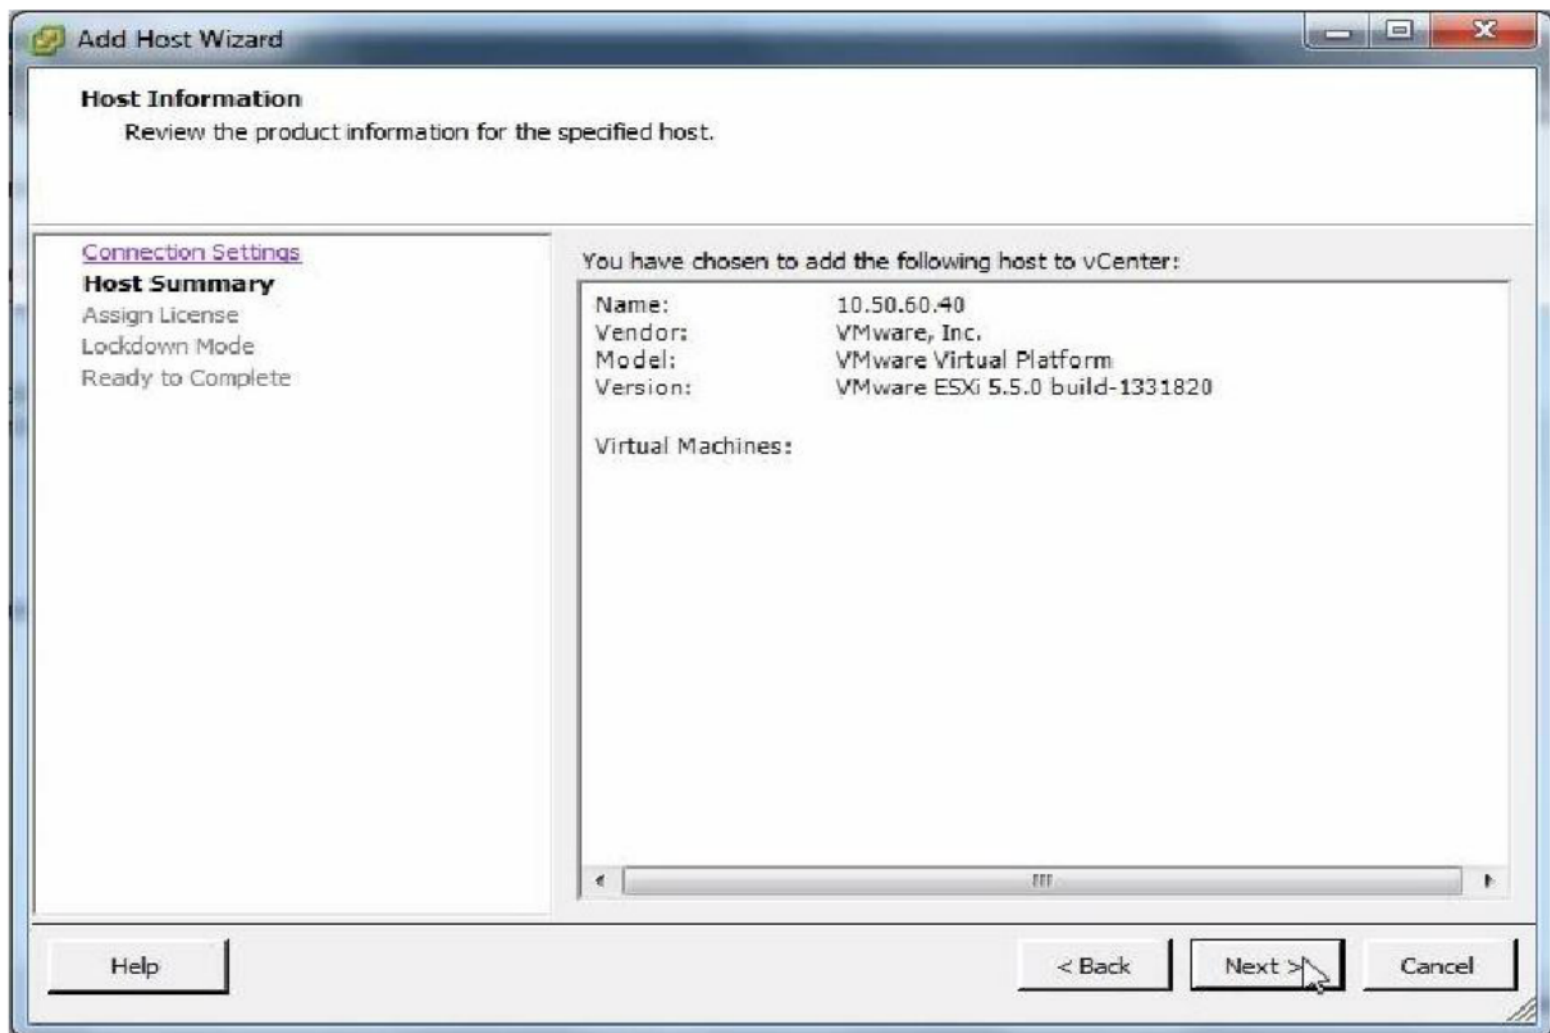 Add Host Wizard
Host Information
Review the product information for the specified host.
Connection Settings
Host Summary
Assign License
Lockdown Mode
Ready to Complete
You have chosen to add the following host to vCenter:
Name: 10.50.60.40
Vendor: VMware, Inc.
Model: VMware Virtual Platform
Version: VMware ESXi 5.5.0 build-1331820
Virtual Machines:
Help
< Back
Next >
Cancel